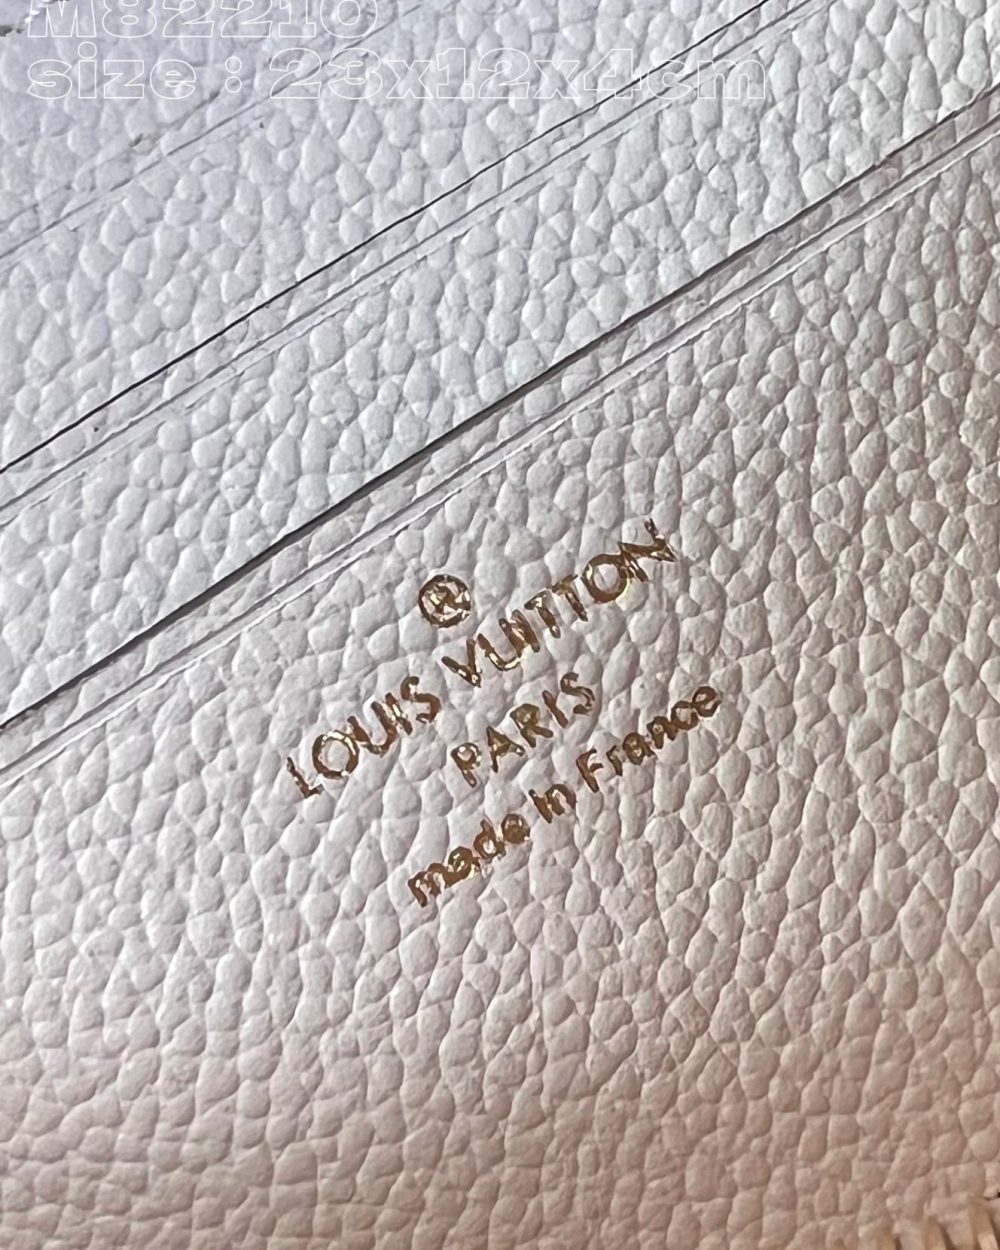 M82210
size : 23x12x4cm
®
LOUIS VUITTON
PARIS
made in France